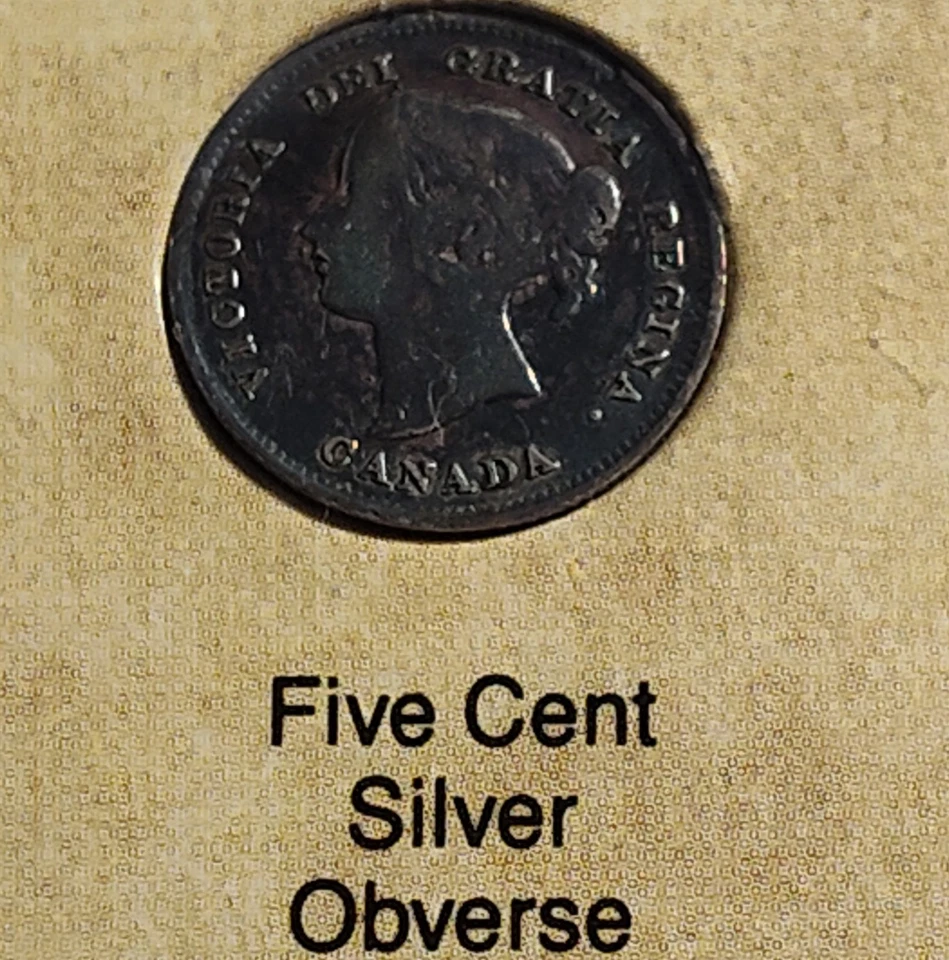 VICTORIA DEI GRATIA REGINA.
CANADA
Five Cent
Silver
Obverse